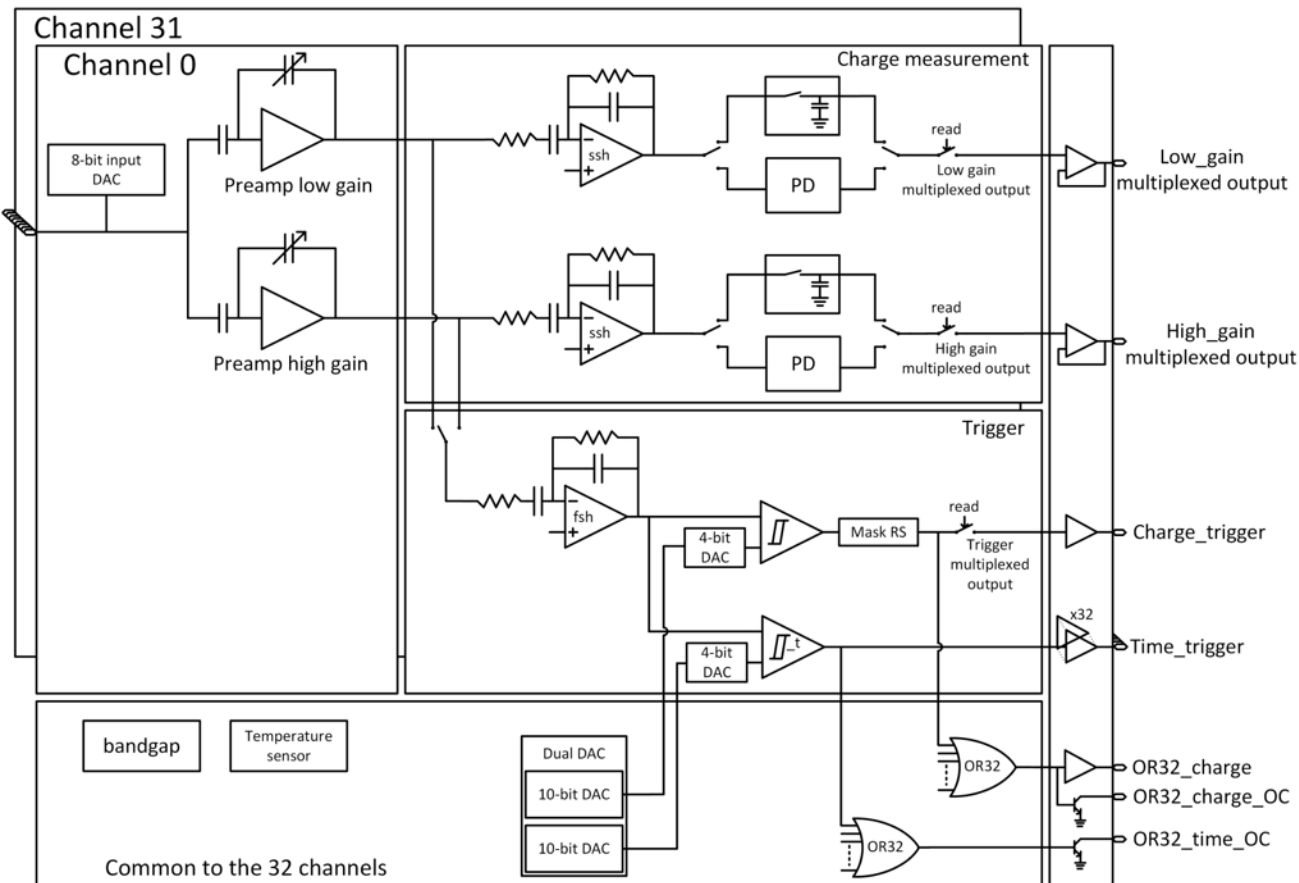 Channel 31
Channel 0
8-bit input
DAC
Preamp low gain
Preamp high gain
Charge measurement
ssh
PD
read
Low gain
multiplexed output
Low_gain
multiplexed output
ssh
PD
read
High gain
multiplexed output
High_gain
multiplexed output
Trigger
fsh
4-bit
DAC
Mask RS
read
Trigger
multiplexed
output
Charge_trigger
4-bit
DAC
_t
x32
Time_trigger
bandgap
Temperature
sensor
Dual DAC
10-bit DAC
10-bit DAC
OR32
OR32_charge
OR32_charge_OC
OR32
OR32_time_OC
Common to the 32 channels